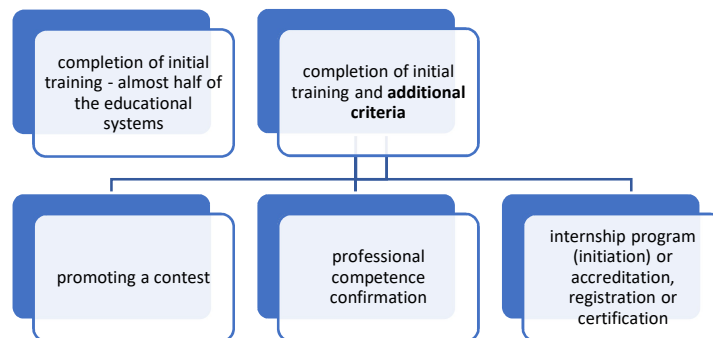 completion of initial
training - almost half of
the educational
systems
completion of initial
training and additional
criteria
promoting a contest
professional
competence
confirmation
internship program
(initiation) or
accreditation,
registration or
certification